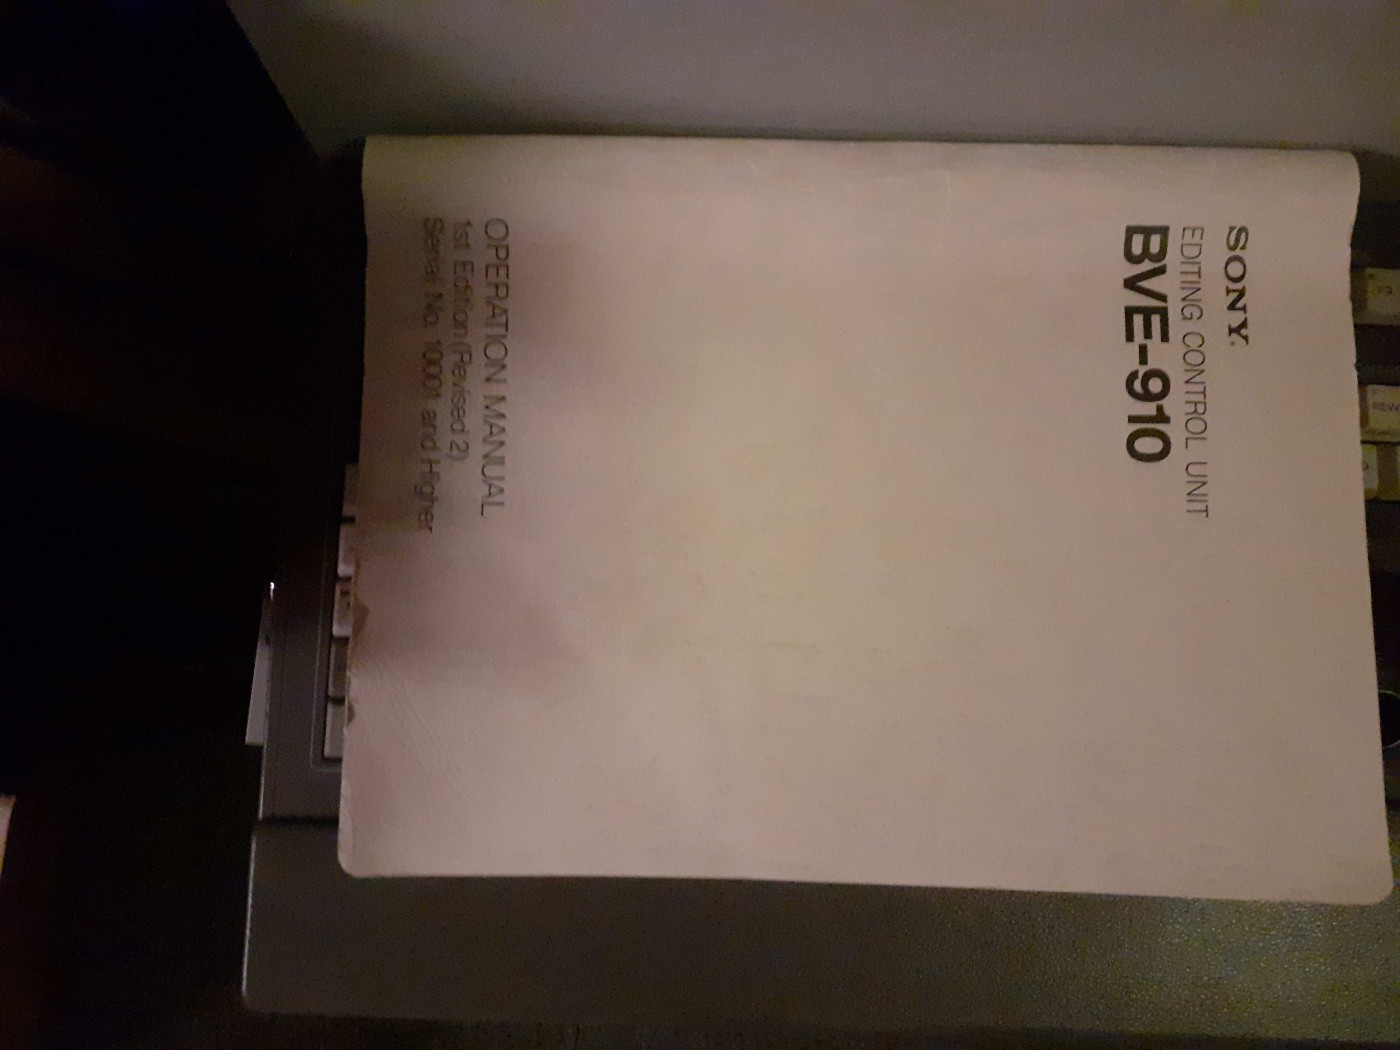 SONY
EDITING CONTROL UNIT
BVE-910
OPERATION MANUAL
1st Edition (Revised 2)
Serial No. 10001 and Higher